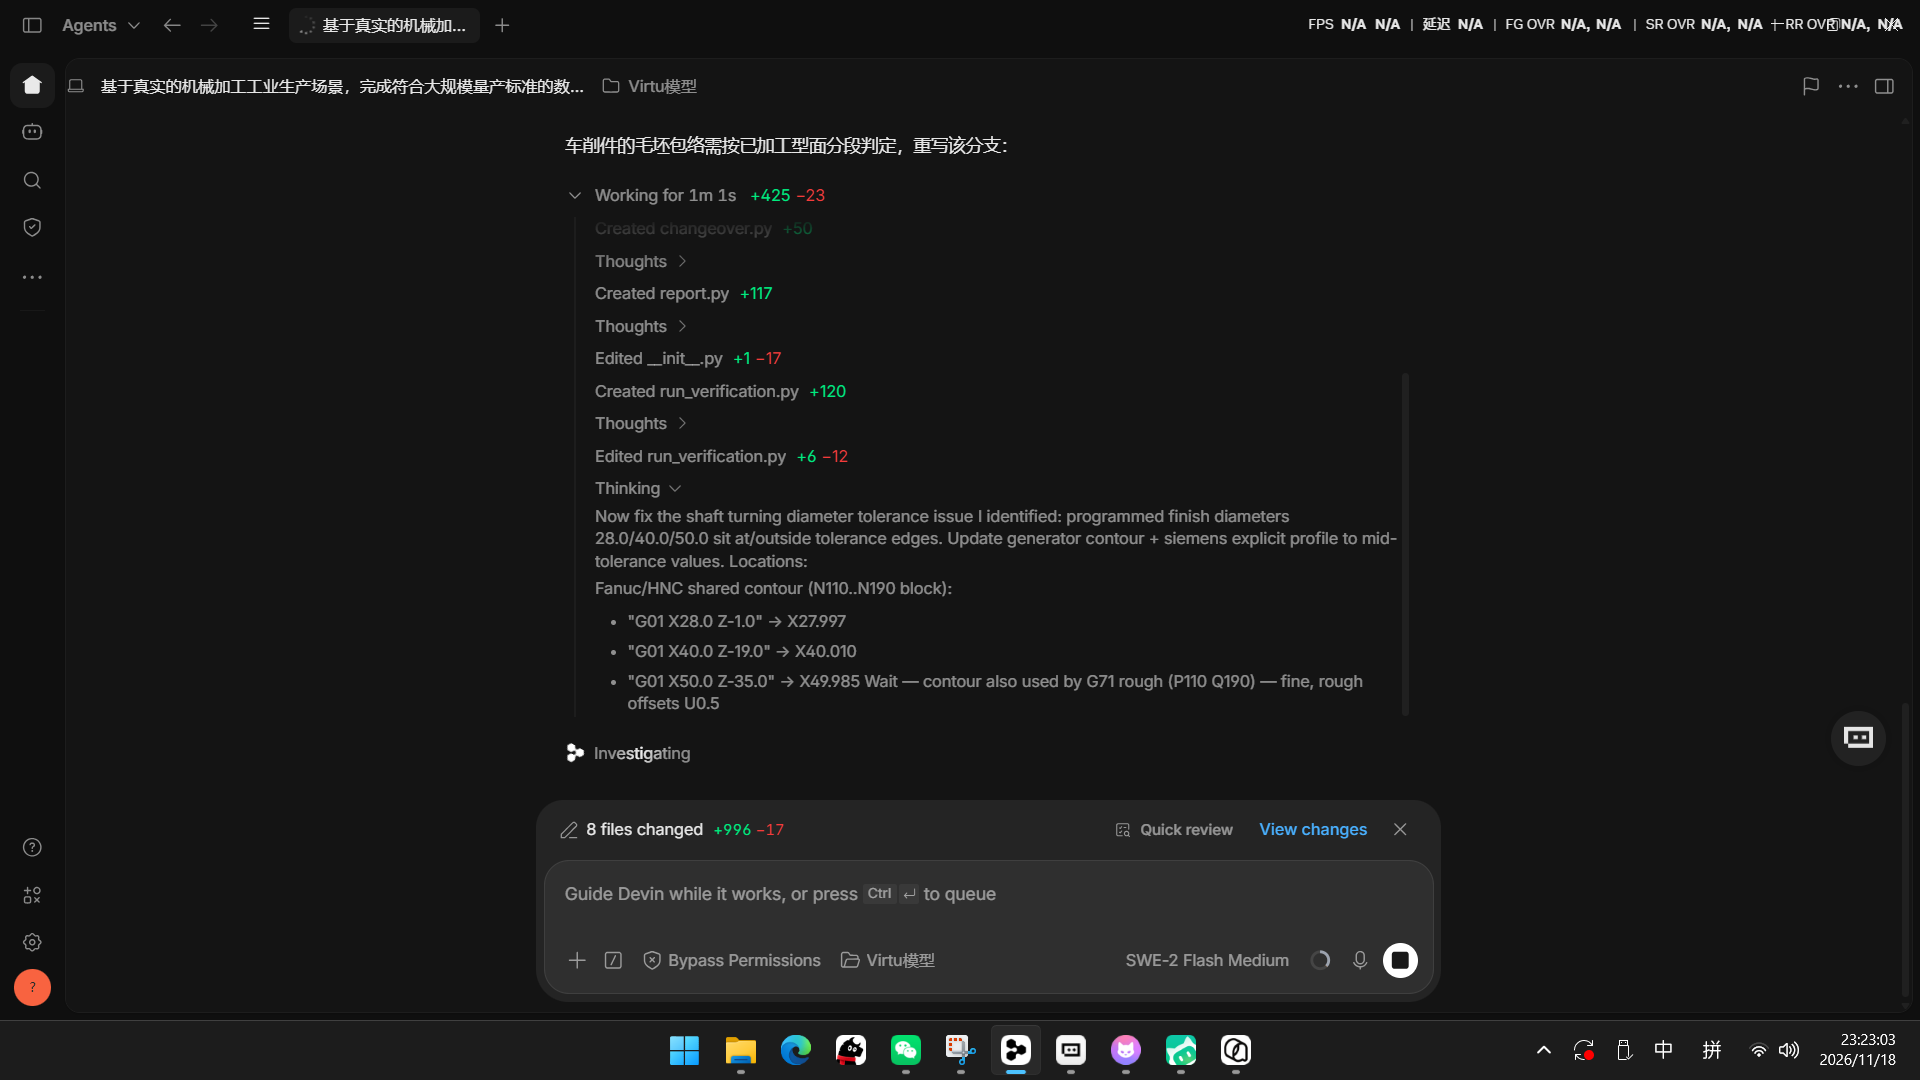 Agents
基于真实的机械加...
FPS N/A N/A | 延迟 N/A | FG OVR N/A, N/A | SR OVR N/A, N/A
RR OVR N/A, N/A
基于真实的机械加工工业生产场景，完成符合大规模量产标准的数...
Virtu模型
车削件的毛坯包络需按已加工型面分段判定，重写该分支：
Working for 1m 1s +425 −23
Created changeover.py +50
Thoughts
Created report.py +117
Thoughts
Edited __init__.py +1 −17
Created run_verification.py +120
Thoughts
Edited run_verification.py +6 −12
Thinking
Now fix the shaft turning diameter tolerance issue I identified: programmed finish diameters
28.0/40.0/50.0 sit at/outside tolerance edges. Update generator contour + siemens explicit profile to mid-
tolerance values. Locations:
Fanuc/HNC shared contour (N110..N190 block):
• "G01 X28.0 Z-1.0" → X27.997
• "G01 X40.0 Z-19.0" → X40.010
• "G01 X50.0 Z-35.0" → X49.985 Wait — contour also used by G71 rough (P110 Q190) — fine, rough
offsets U0.5
Investigating
8 files changed +996 −17
Quick review
View changes
Guide Devin while it works, or press Ctrl ↵ to queue
Bypass Permissions
Virtu模型
SWE-2 Flash Medium
?
中
拼
23:23:03
2026/11/18